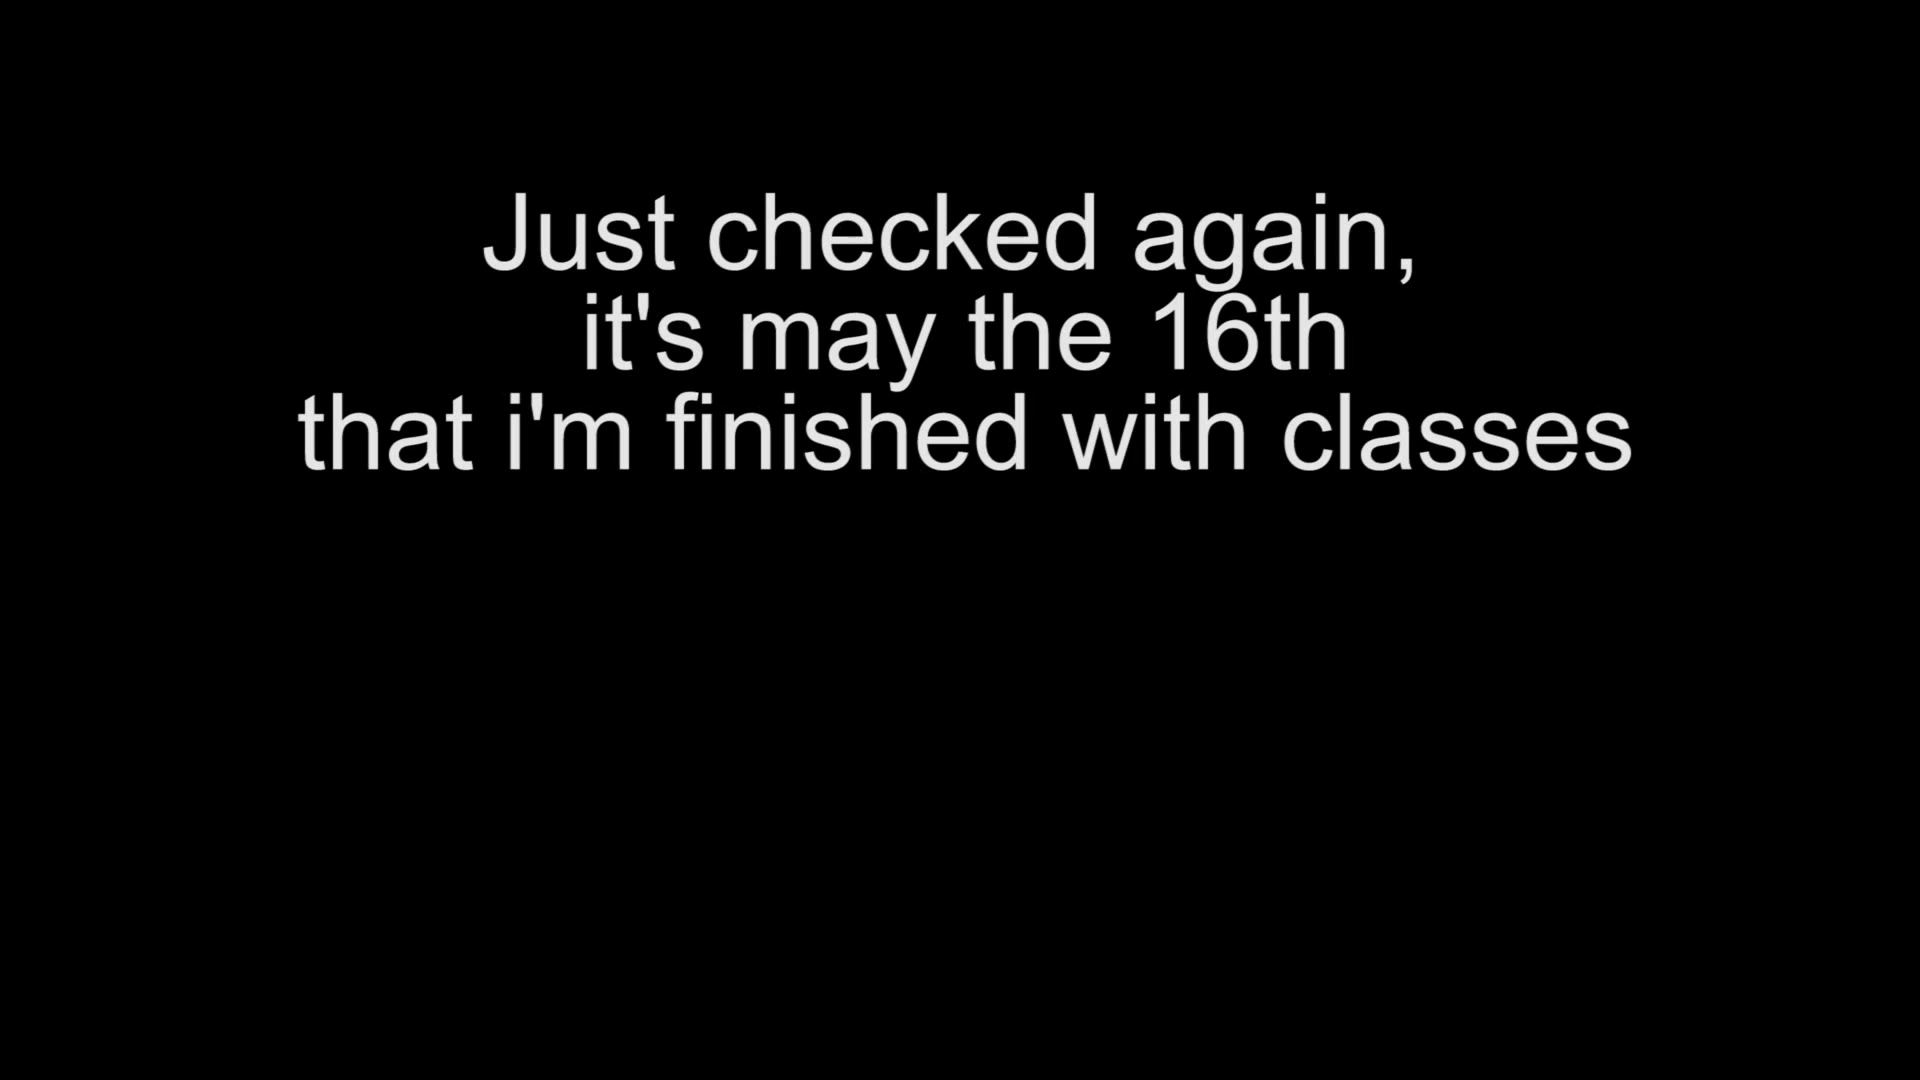 Just checked again,
it's may the 16th
that i'm finished with classes